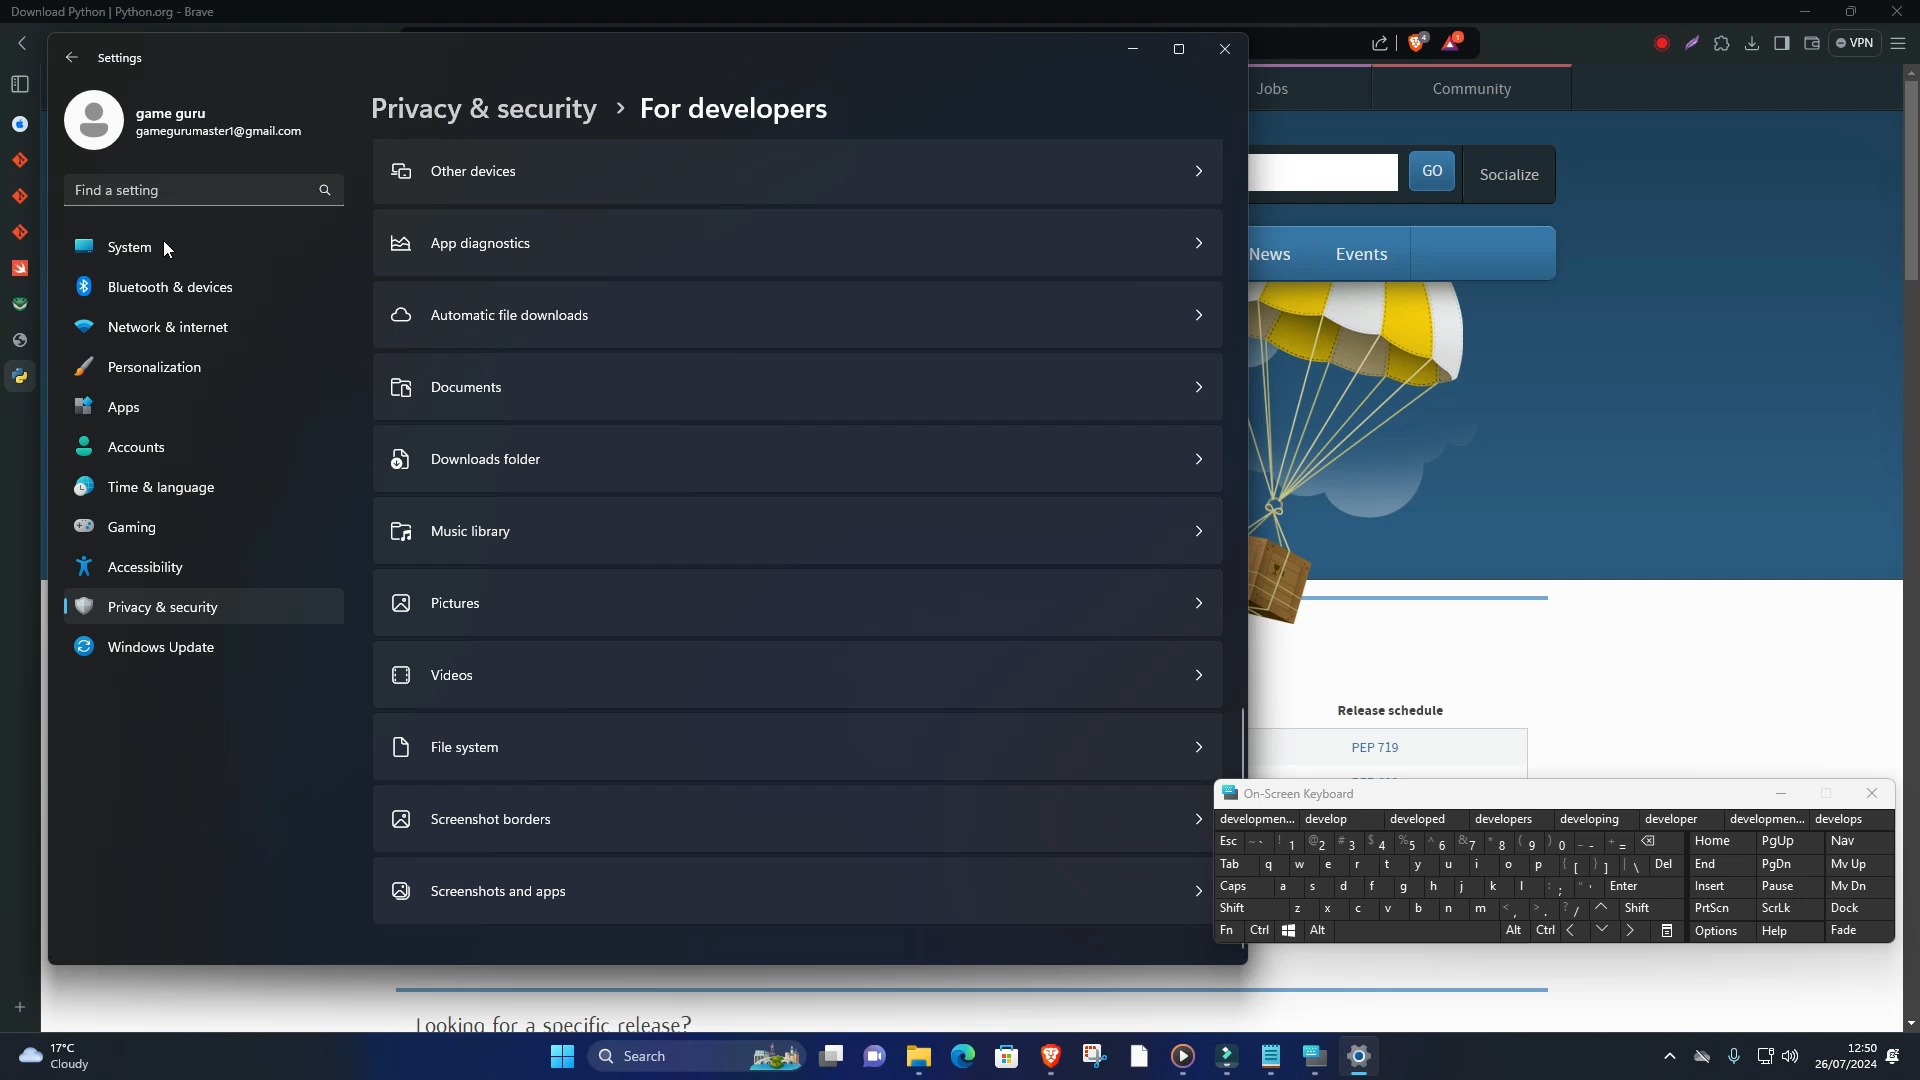 Download Python | Python.org - Brave
VPN
Settings
game guru
gamegurumaster1@gmail.com
Find a setting
System
Bluetooth & devices
Network & internet
Personalization
Apps
Accounts
Time & language
Gaming
Accessibility
Privacy & security
Windows Update
Privacy & security > For developers
Other devices
App diagnostics
Automatic file downloads
Documents
Downloads folder
Music library
Pictures
Videos
File system
Screenshot borders
Screenshots and apps
Jobs
Community
GO
Socialize
News
Events
Release schedule
PEP 719
Looking for a specific release?
On-Screen Keyboard
developmen... develop developed developers developing developer developmen... develops
Esc ~ ` ! 1 @ 2 # 3 $ 4 % 5 ^ 6 & 7 * 8 ( 9 ) 0 _ - + = Home PgUp Nav
Tab q w e r t y u i o p { [ } ] | \ Del End PgDn Mv Up
Caps a s d f g h j k l : ; " ' Enter Insert Pause Mv Dn
Shift z x c v b n m < , > . ? / Shift PrtScn ScrLk Dock
Fn Ctrl Alt Alt Ctrl Options Help Fade
17°C
Cloudy
Search
12:50
26/07/2024